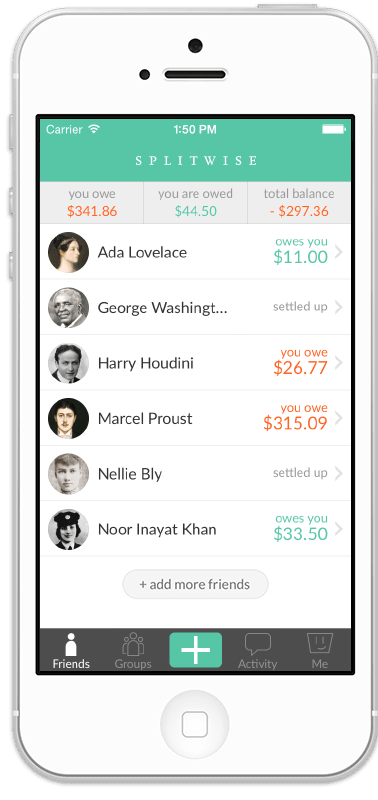 Carrier 1:50 PM
SPLITWISE
you owe you are owed total balance
$341.86 $44.50 - $297.36
owes you
Ada Lovelace $11.00
George Washingt... settled up
you owe
Harry Houdini $26.77
you owe
Marcel Proust $315.09
Nellie Bly settled up
owes you
Noor Inayat Khan $33.50
+ add more friends
Friends Groups Activity Me